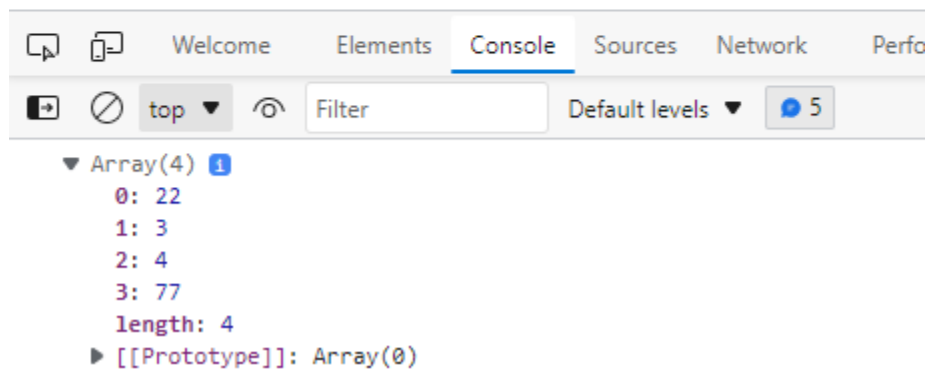 Welcome Elements Console Sources Network Perfo
top Filter Default levels 5
Array(4) i
0: 22
1: 3
2: 4
3: 77
length: 4
[[Prototype]]: Array(0)